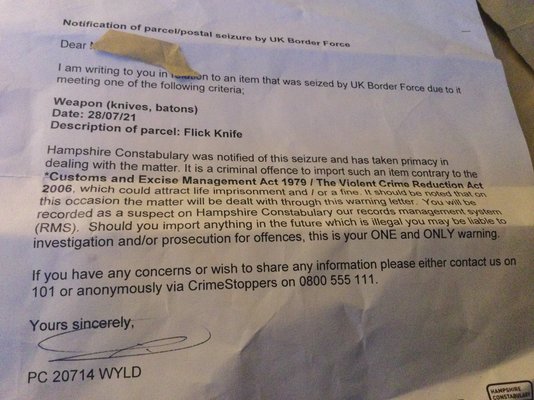 Notification of parcel/postal seizure by UK Border Force
Dear
I am writing to you in relation to an item that was seized by UK Border Force due to it
meeting one of the following criteria;
Weapon (knives, batons)
Date: 28/07/21
Description of parcel: Flick Knife
Hampshire Constabulary was notified of this seizure and has taken primacy in
dealing with the matter. It is a criminal offence to import such an item contrary to the
*Customs and Excise Management Act 1979 / The Violent Crime Reduction Act
2006, which could attract life imprisonment and / or a fine. It should be noted that on
this occasion the matter will be dealt with through this warning letter. You will be
recorded as a suspect on Hampshire Constabulary our records management system
(RMS). Should you import anything in the future which is illegal you may be liable to
investigation and/or prosecution for offences, this is your ONE and ONLY warning.
If you have any concerns or wish to share any information please either contact us on
101 or anonymously via CrimeStoppers on 0800 555 111.
Yours sincerely,
PC 20714 WYLD
HAMPSHIRE
CONSTABULARY